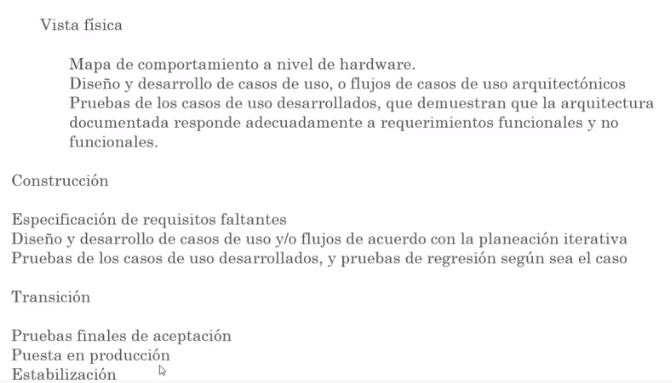 Vista física
Mapa de comportamiento a nivel de hardware.
Diseño y desarrollo de casos de uso, o flujos de casos de uso arquitectónicos
Pruebas de los casos de uso desarrollados, que demuestran que la arquitectura
documentada responde adecuadamente a requerimientos funcionales y no
funcionales.
Construcción
Especificación de requisitos faltantes
Diseño y desarrollo de casos de uso y/o flujos de acuerdo con la planeación iterativa
Pruebas de los casos de uso desarrollados, y pruebas de regresión según sea el caso
Transición
Pruebas finales de aceptación
Puesta en producción
Estabilización